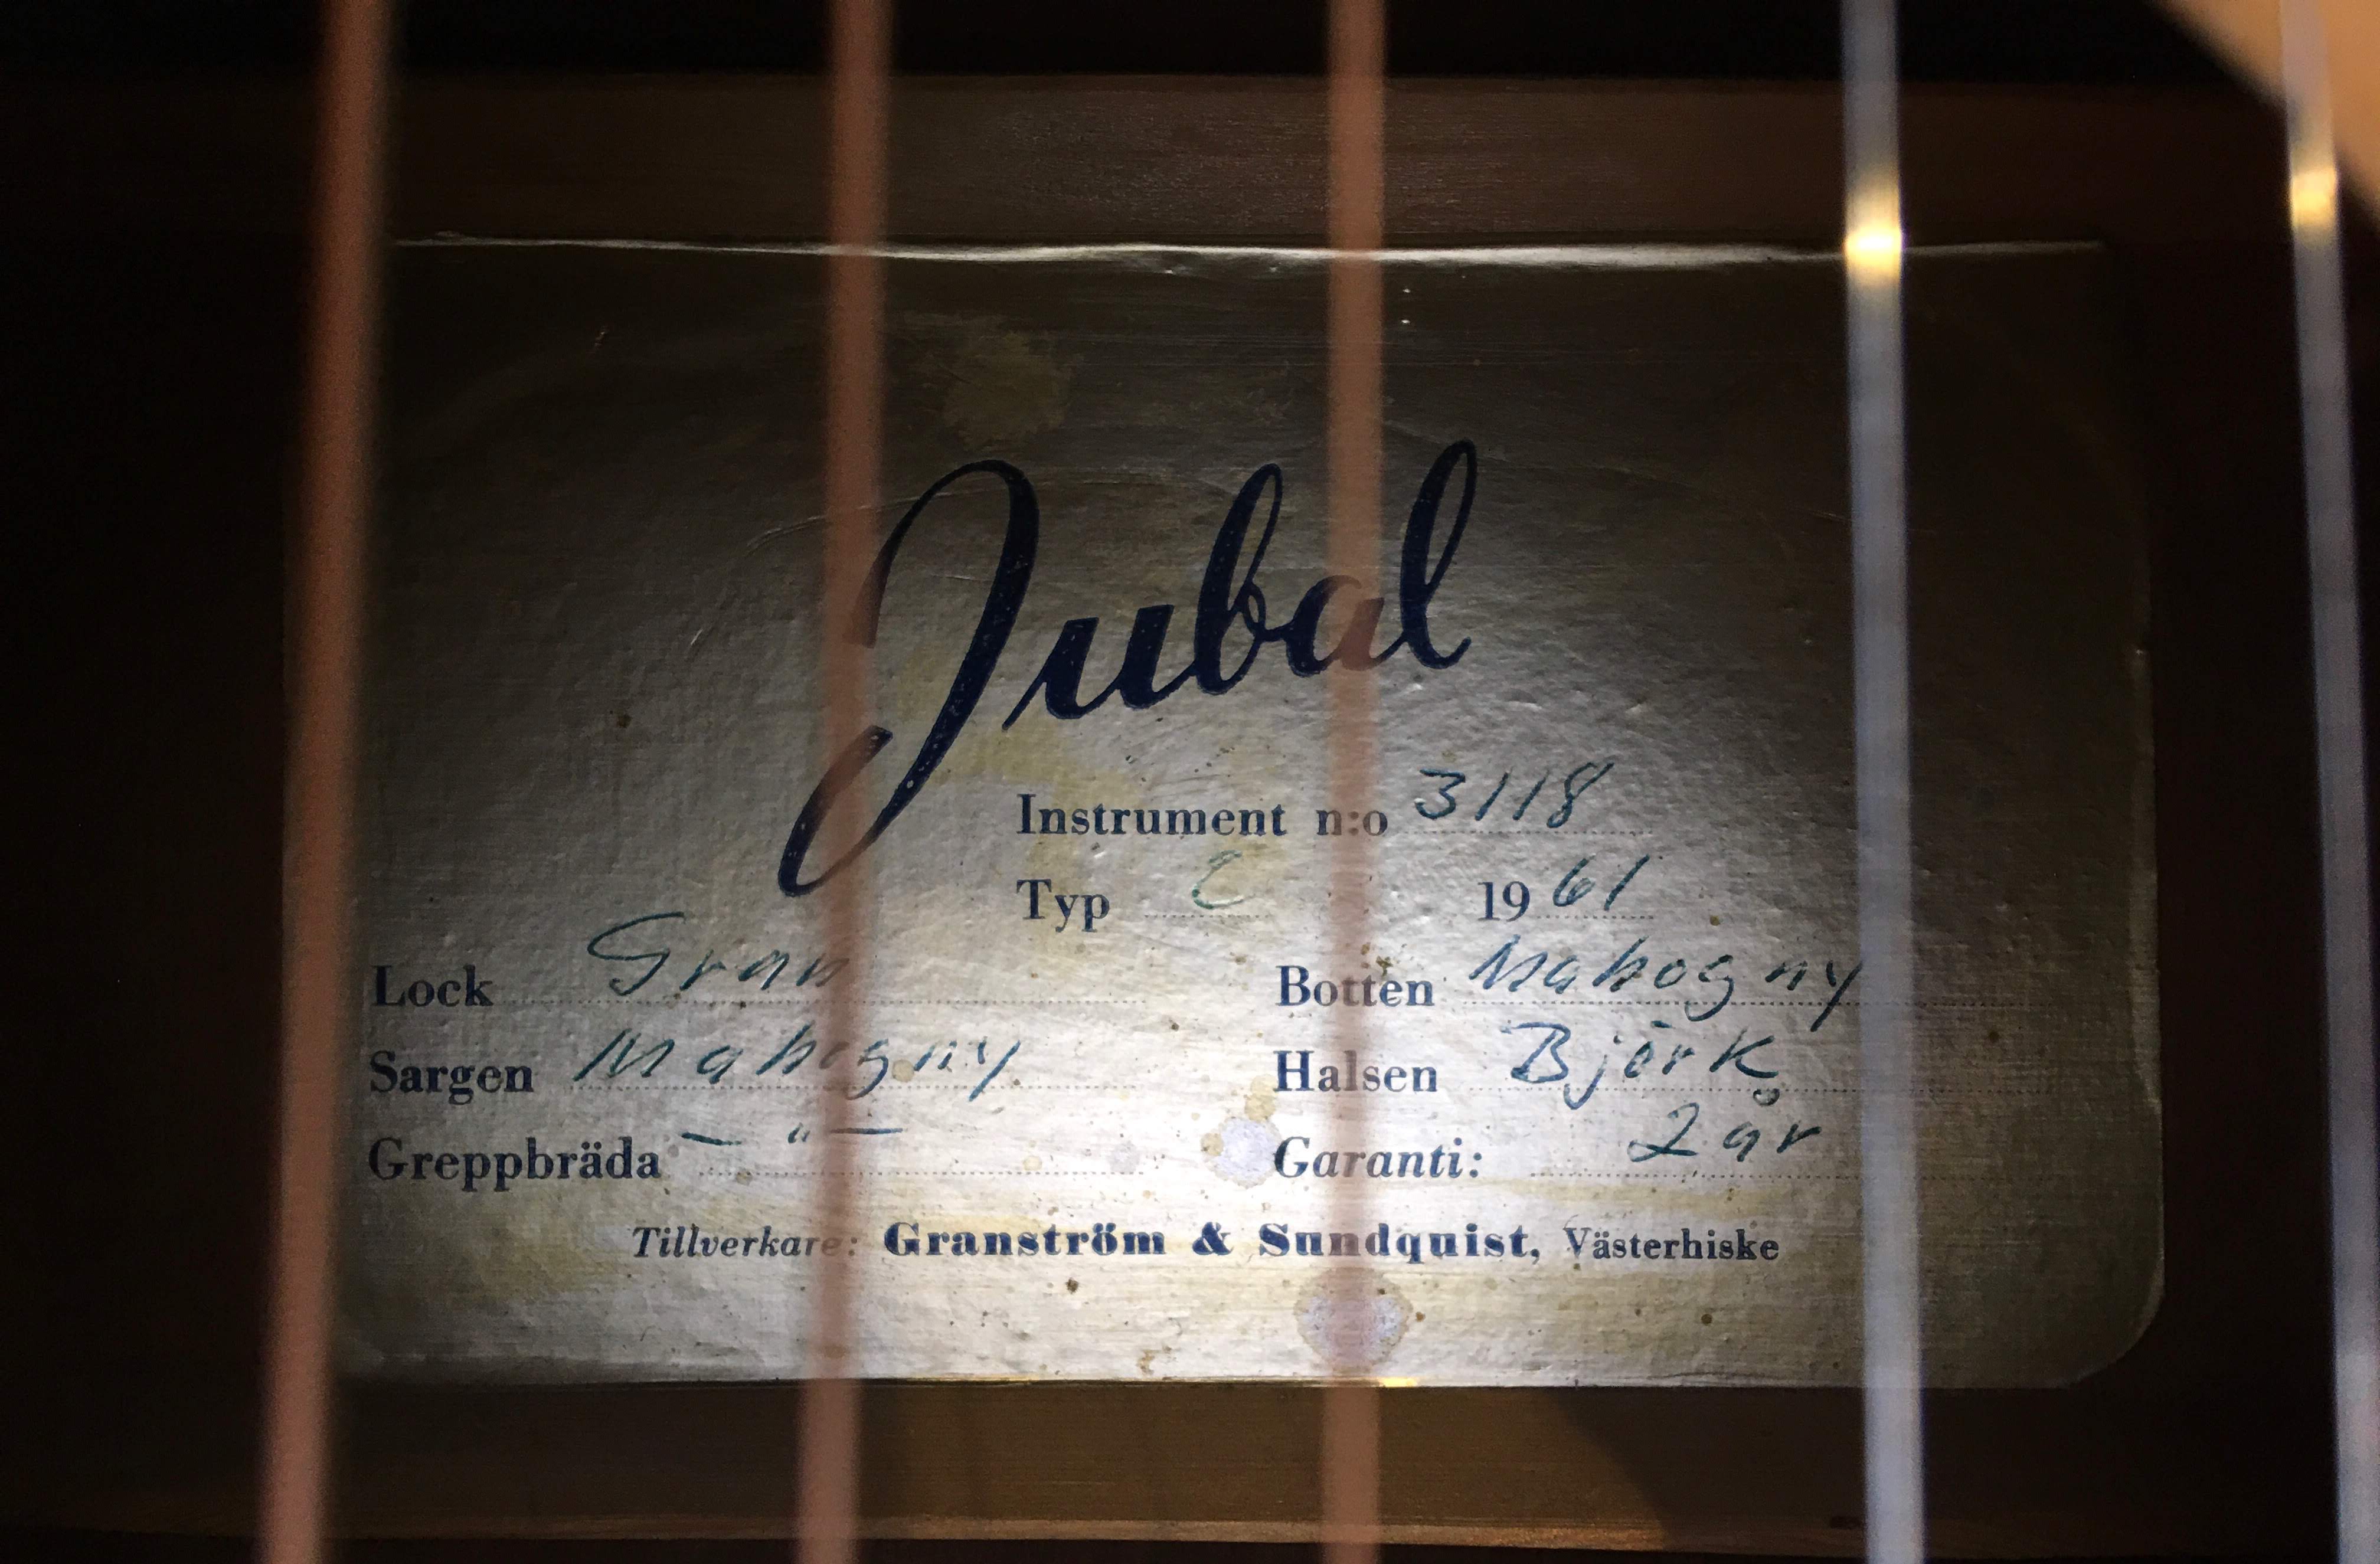 Jubal
Instrument n:o 3118
Typ C 1961
Lock Gran Botten Mahogny
Sargen Mahogny Halsen Björk
Greppbräda — " — Garanti: 2 år
Tillverkare: Granström & Sundquist, Västerhiske